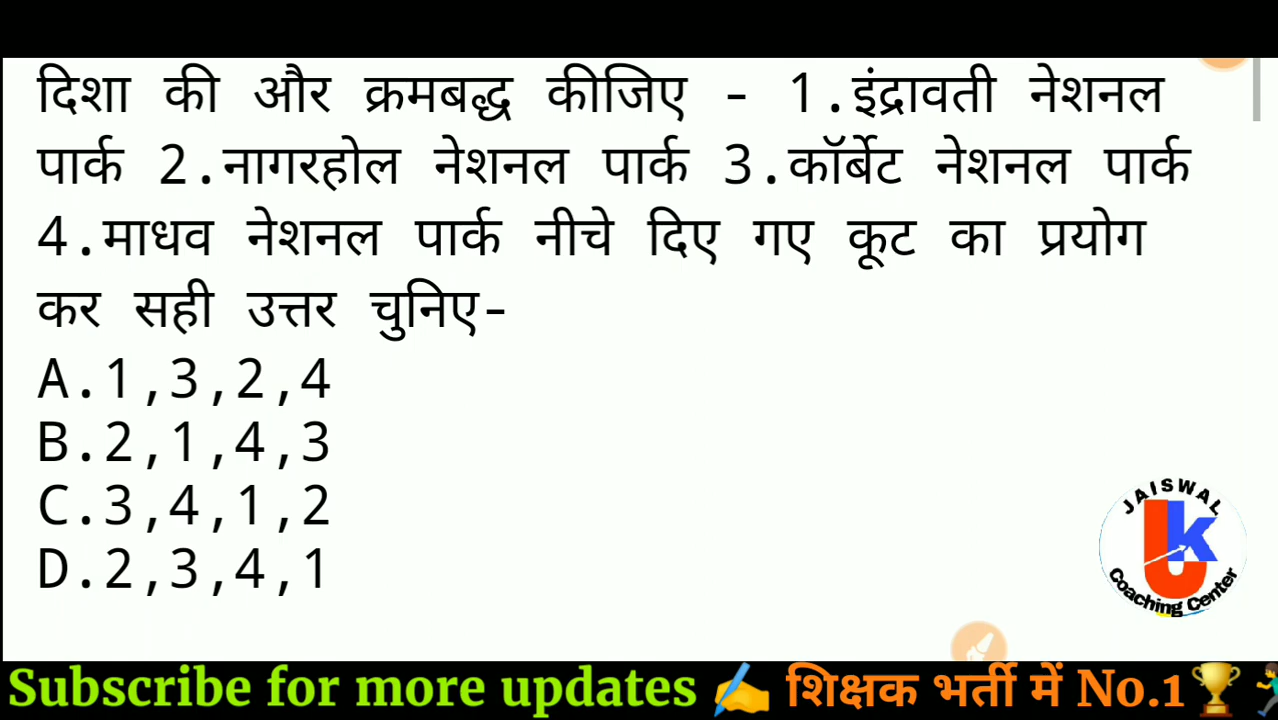 दिशा की और क्रमबद्ध कीजिए - 1.इंद्रावती नेशनल
पार्क 2.नागरहोल नेशनल पार्क 3.कॉर्बेट नेशनल पार्क
4.माधव नेशनल पार्क नीचे दिए गए कूट का प्रयोग
कर सही उत्तर चुनिए-
A.1,3,2,4
B.2,1,4,3
C.3,4,1,2
D.2,3,4,1
JAISWAL
JK
Coaching Center
Subscribe for more updates ✍️ शिक्षक भर्ती में No.1🏆